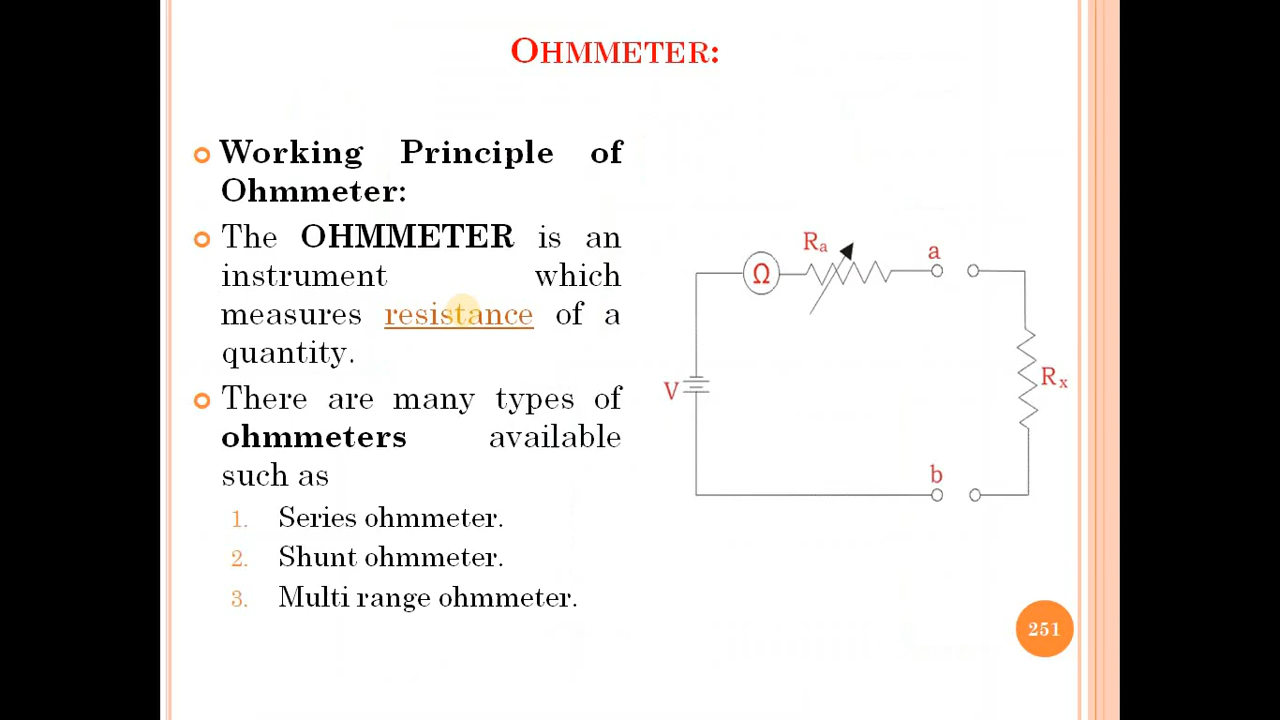 OHMMETER:
Working Principle of
Ohmmeter:
The OHMMETER is an
instrument which
measures resistance of a
quantity.
There are many types of
ohmmeters available
such as
1. Series ohmmeter.
2. Shunt ohmmeter.
3. Multi range ohmmeter.
Ra
a
Ω
V
Rx
b
251